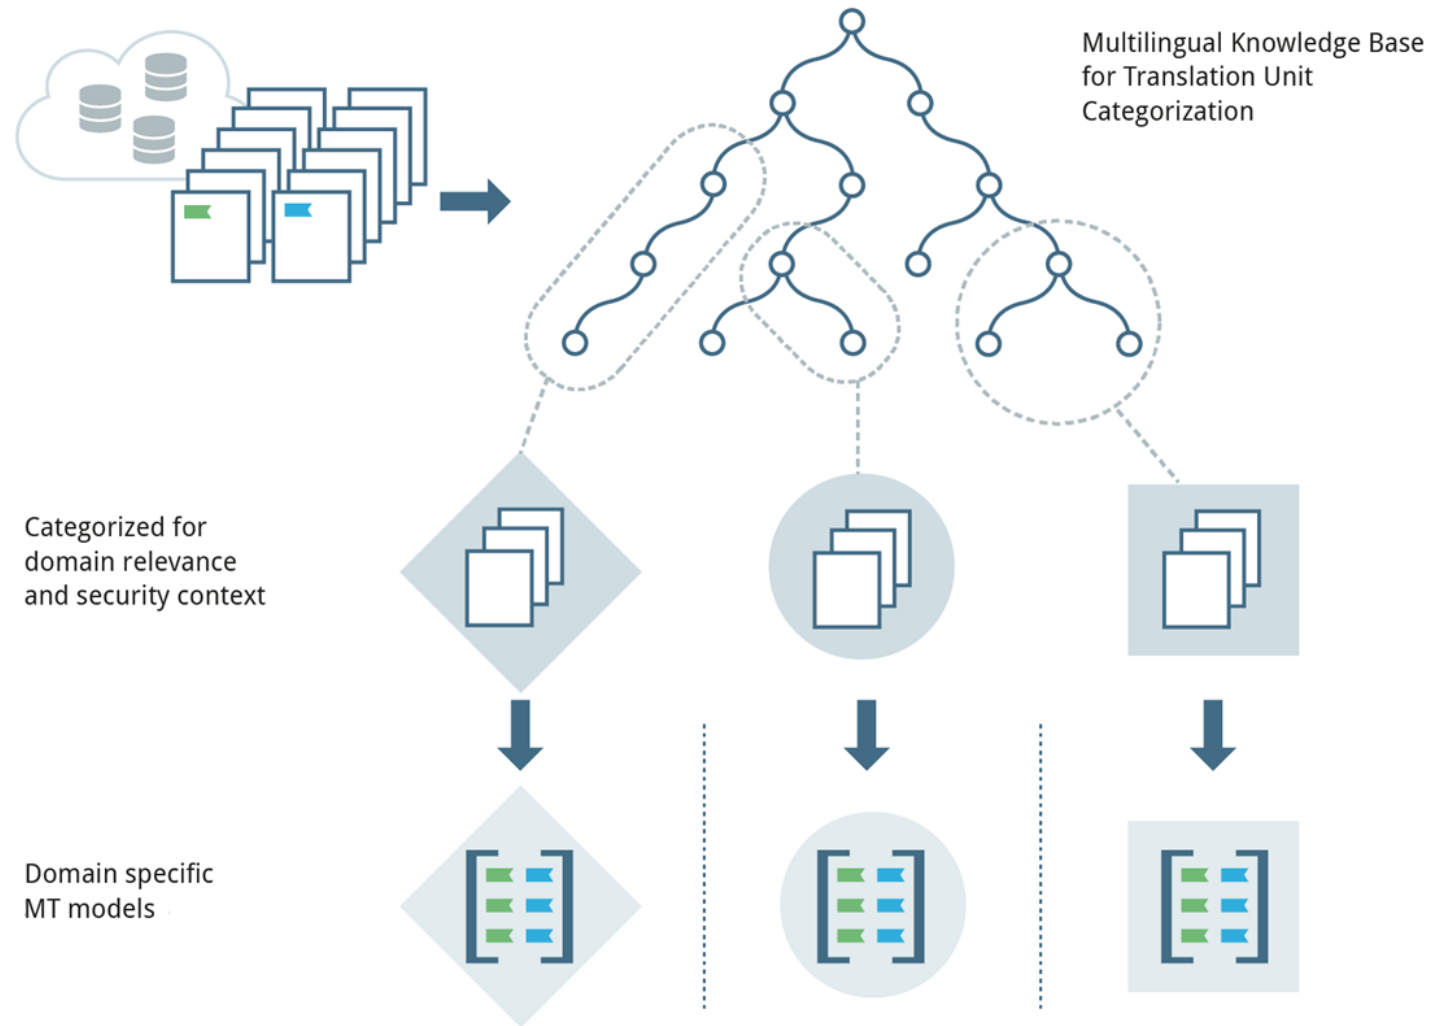 Multilingual Knowledge Base
for Translation Unit
Categorization
Categorized for
domain relevance
and security context
Domain specific
MT models